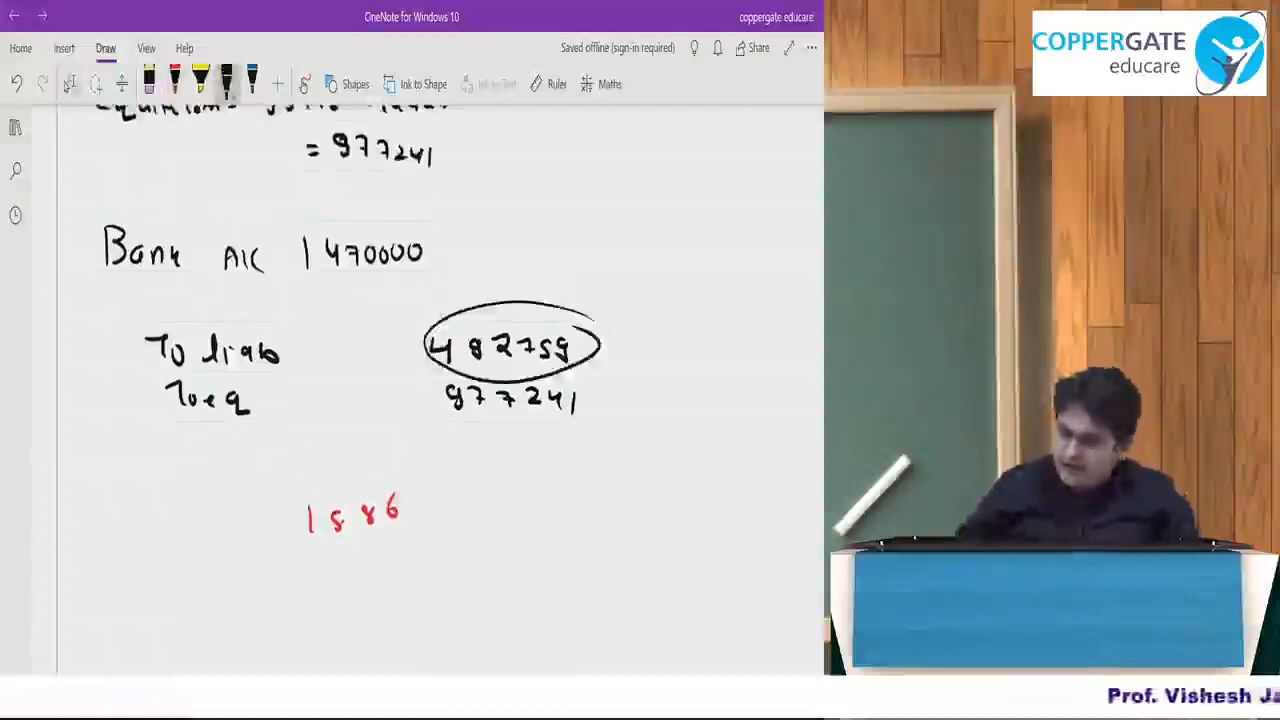 OneNote for Windows 10
coppergate educare
Home Insert Draw View Help
Saved offline (sign-in required)
Share
Shapes
Ink to Shape
Ink to Text
Ruler
Maths
COPPERGATE
educare
= 977241
Bank A/C 1470000
To liab 492759
To eq 977241
1586
Prof. Vishesh Ja